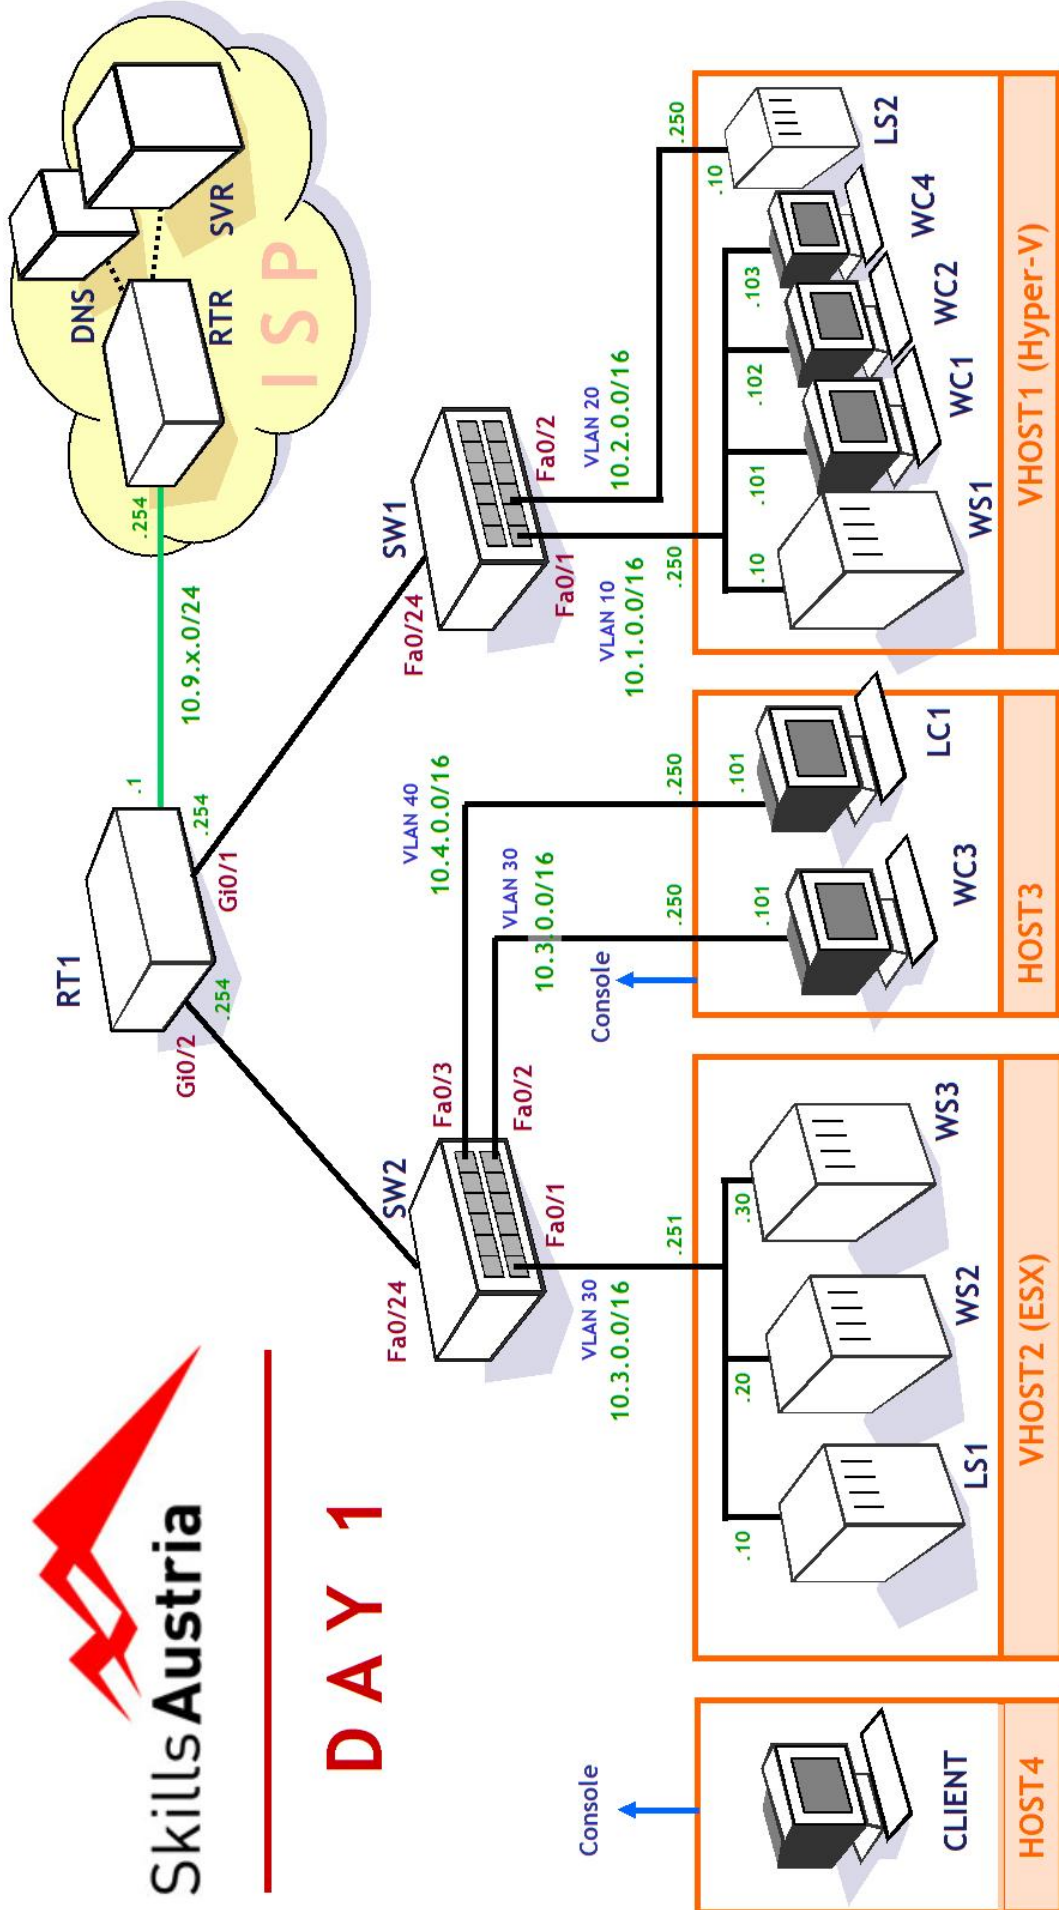 SkillsAustria
DAY 1
RT1
.1
10.9.x.0/24
.254
DNS
SVR
RTR
ISP
Gi0/2
.254
Gi0/1
.254
SW2
Fa0/24
Fa0/3
Fa0/2
Fa0/1
SW1
Fa0/24
Fa0/1
Fa0/2
VLAN 40
10.4.0.0/16
VLAN 30
10.3.0.0/16
VLAN 30
10.3.0.0/16
VLAN 10
10.1.0.0/16
VLAN 20
10.2.0.0/16
Console
Console
.251
.250
.250
.250
.250
.10
.20
.30
.101
.101
.10
.101
.102
.103
.10
CLIENT
LS1
WS2
WS3
WC3
LC1
WS1
WC1
WC2
WC4
LS2
HOST4
VHOST2 (ESX)
HOST3
VHOST1 (Hyper-V)